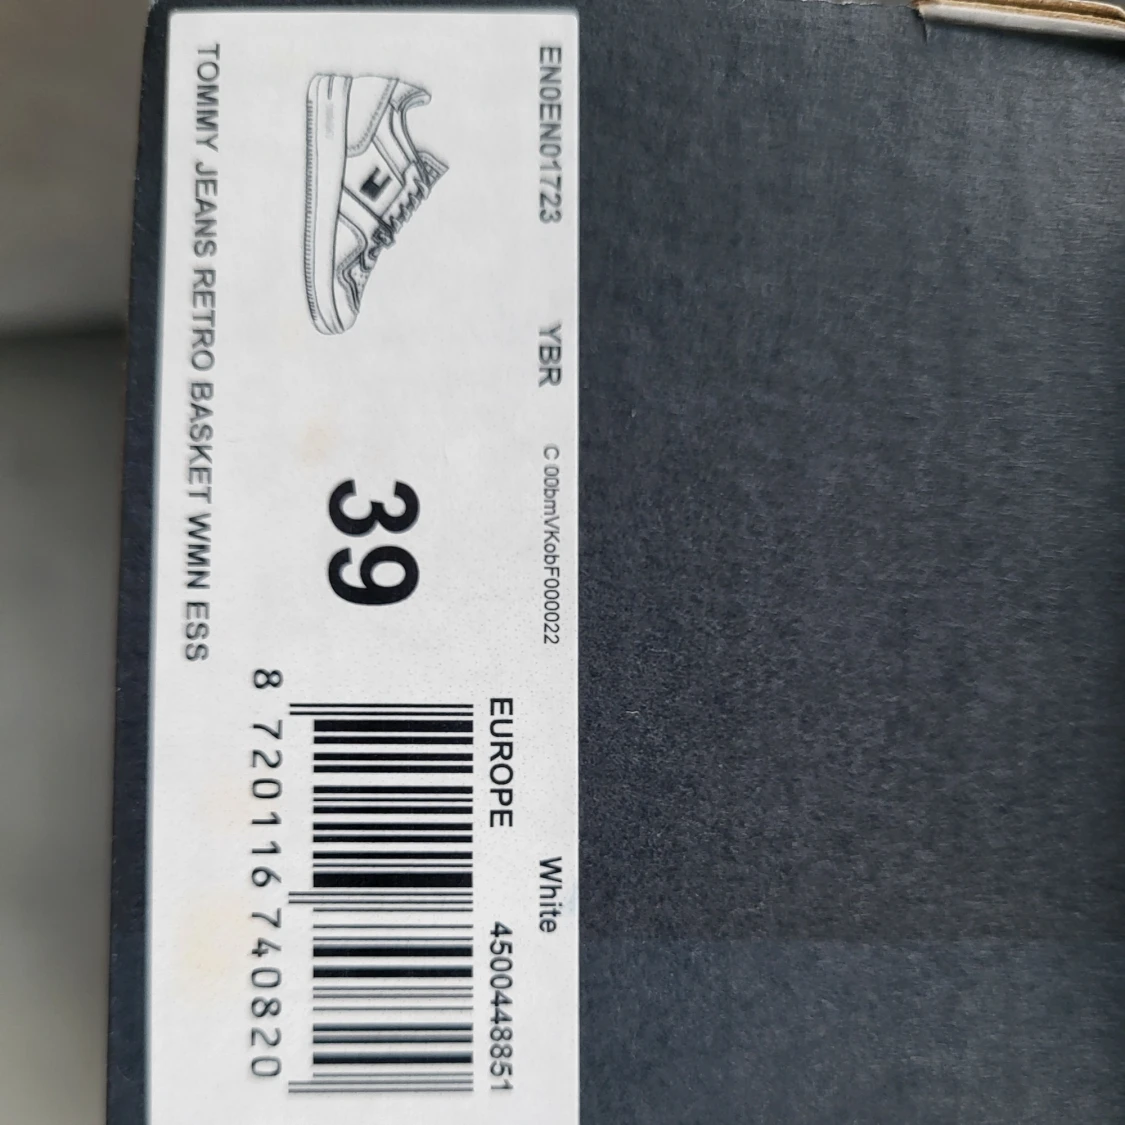 EN0EN01723 YBR C 00bmVKobF000022 White
EUROPE 4500448851
39
8 720116 740820
TOMMY JEANS RETRO BASKET WMN ESS